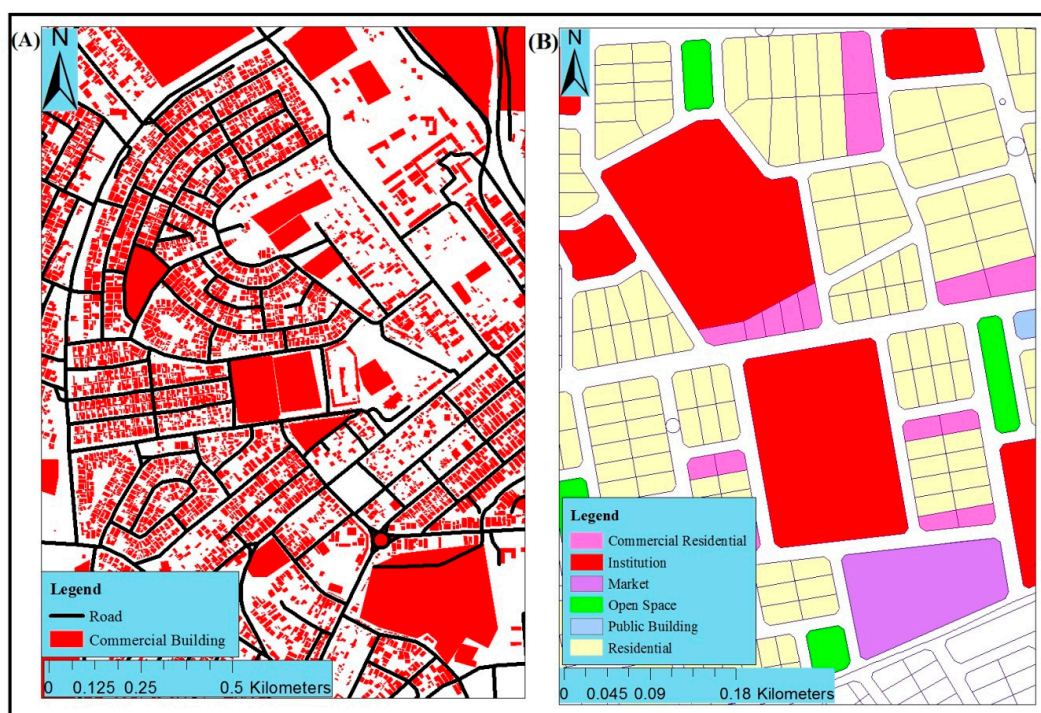 (A)
N
Legend
Road
Commercial Building
0 0.125 0.25 0.5 Kilometers
(B)
N
Legend
Commercial Residential
Institution
Market
Open Space
Public Building
Residential
0 0.045 0.09 0.18 Kilometers